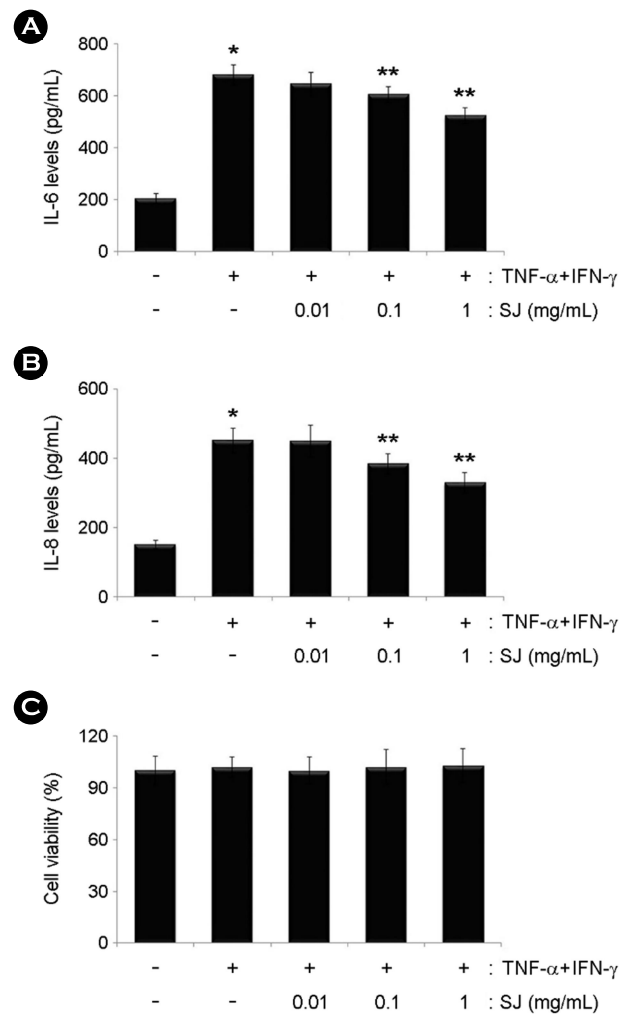 A
IL-6 levels (pg/mL)
800
600
400
200
0
* ** **
- + + + + : TNF-α+IFN-γ
- - 0.01 0.1 1 : SJ (mg/mL)
B
IL-8 levels (pg/mL)
600
400
200
0
* ** **
- + + + + : TNF-α+IFN-γ
- - 0.01 0.1 1 : SJ (mg/mL)
C
Cell viability (%)
120
90
60
30
0
- + + + + : TNF-α+IFN-γ
- - 0.01 0.1 1 : SJ (mg/mL)